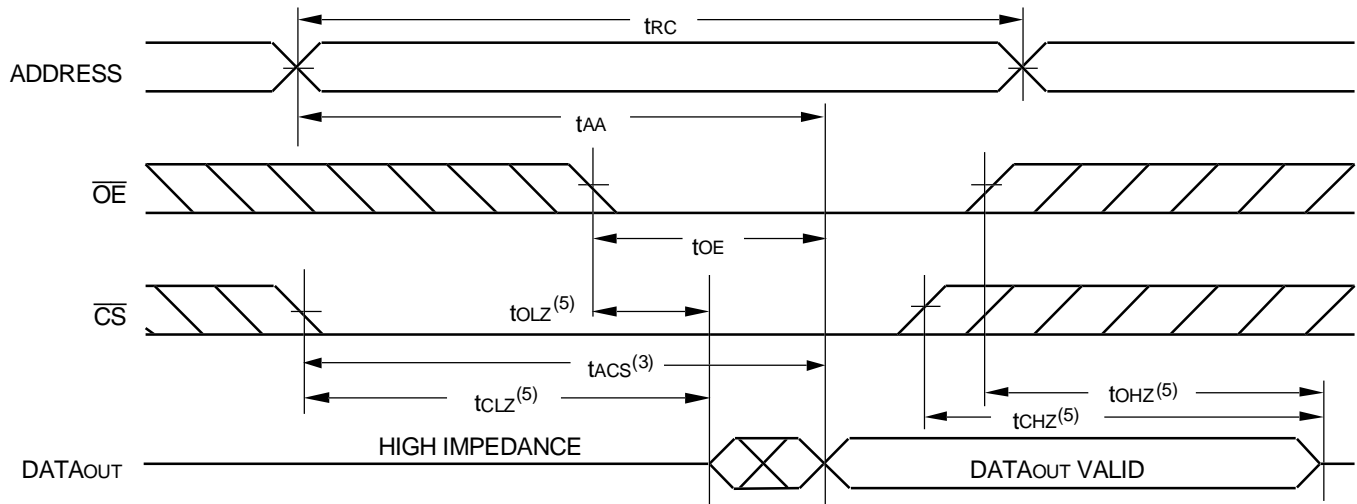 tRC
ADDRESS
tAA
OE
tOE
CS
tOLZ(5)
tACS(3)
tCLZ(5)
tOHZ(5)
tCHZ(5)
HIGH IMPEDANCE
DATAOUT
DATAOUT VALID